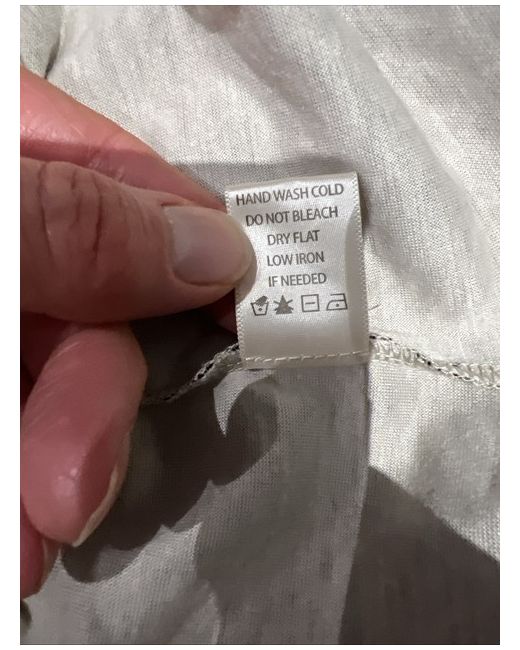 HAND WASH COLD
DO NOT BLEACH
DRY FLAT
LOW IRON
IF NEEDED